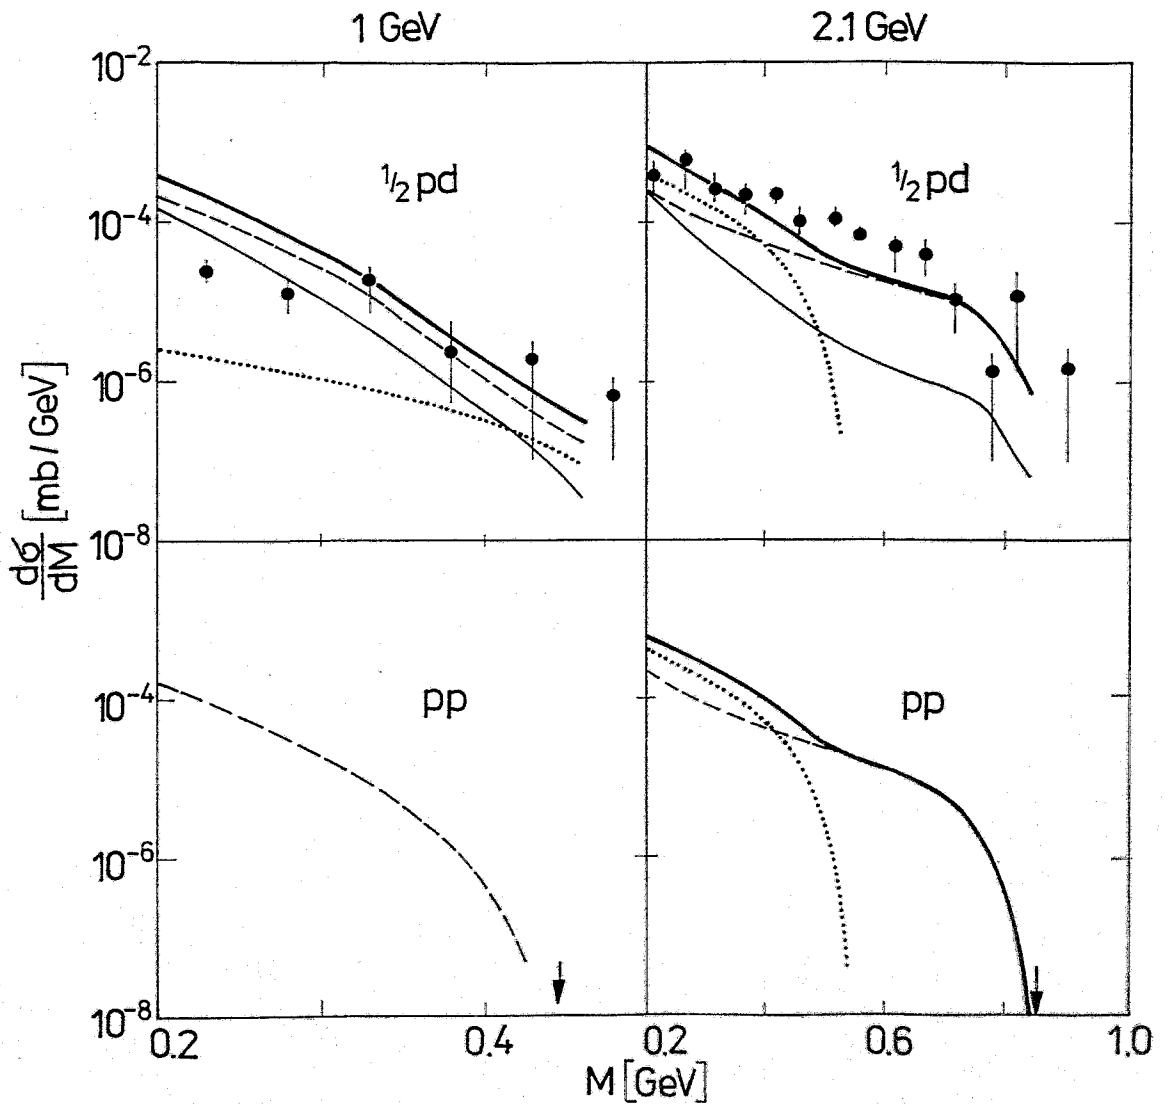 1 GeV 2.1 GeV
10⁻²
½ pd ½ pd
10⁻⁴
10⁻⁶
dσ/dM [mb/GeV]
10⁻⁸
10⁻⁴ pp pp
10⁻⁶
10⁻⁸
0.2 0.4 0.2 0.6 1.0
M [GeV]